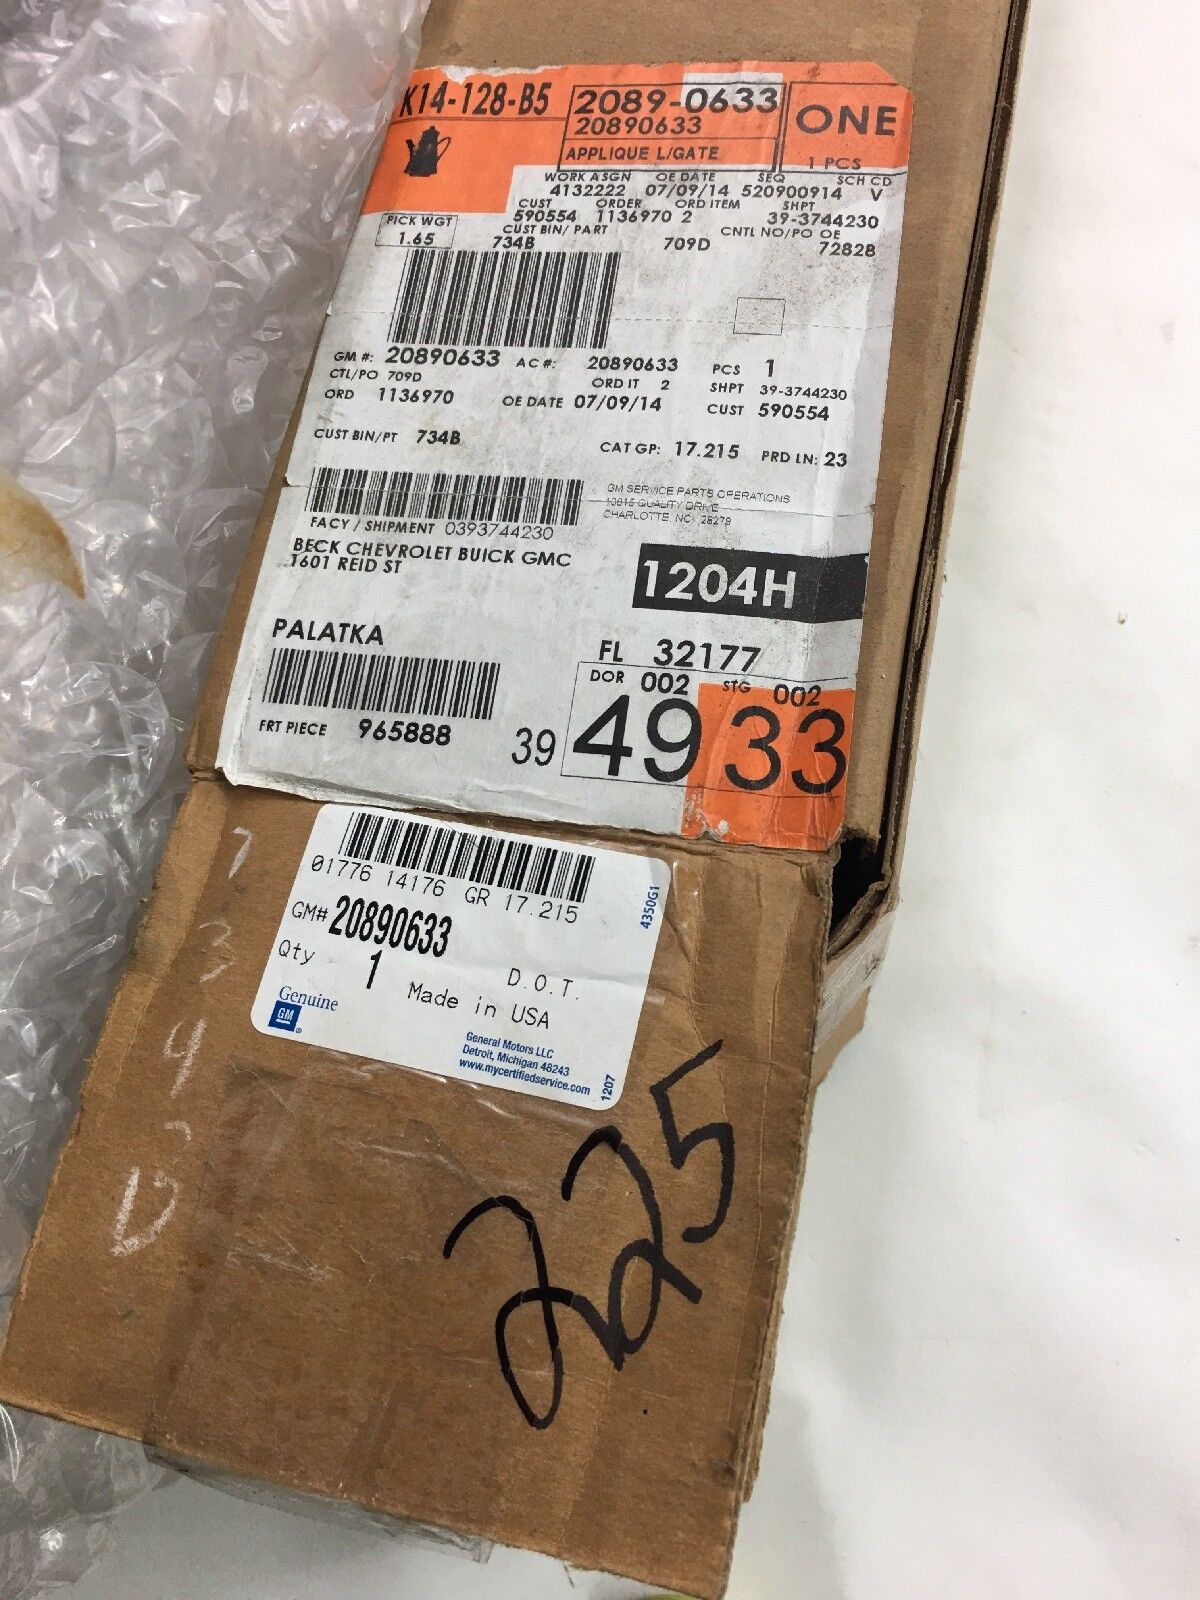 K14-128-B5
2089-0633
20890633
ONE
APPLIQUE L/GATE
1 PCS
WORK ASGN OE DATE SEQ SCH CD
4132222 07/09/14 520900914 V
CUST ORDER ORD ITEM SHPT
590554 1136970 2 39-3744230
PICK WGT
1.65
CUST BIN/ PART CNTL NO/PO OE
734B 709D 72828
GM #: 20890633 AC #: 20890633 PCS 1
CTL/PO 709D ORD IT 2 SHPT 39-3744230
ORD 1136970 OE DATE 07/09/14 CUST 590554
CUST BIN/PT 734B CAT GP: 17.215 PRD LN: 23
GM SERVICE PARTS OPERATIONS
QUALITY DRIVE
CHARLOTTE, NC
FACY / SHIPMENT 0393744230
BECK CHEVROLET BUICK GMC
1601 REID ST
1204H
PALATKA FL 32177
DOR 002 STG 002
FRT PIECE 965888 39 49 33
01776 14176 GR 17.215
4350G1
GM# 20890633
Qty 1 D.O.T.
Made in USA
Genuine
GM
General Motors LLC
Detroit, Michigan 48243
www.mycertifiedservice.com
1207
225